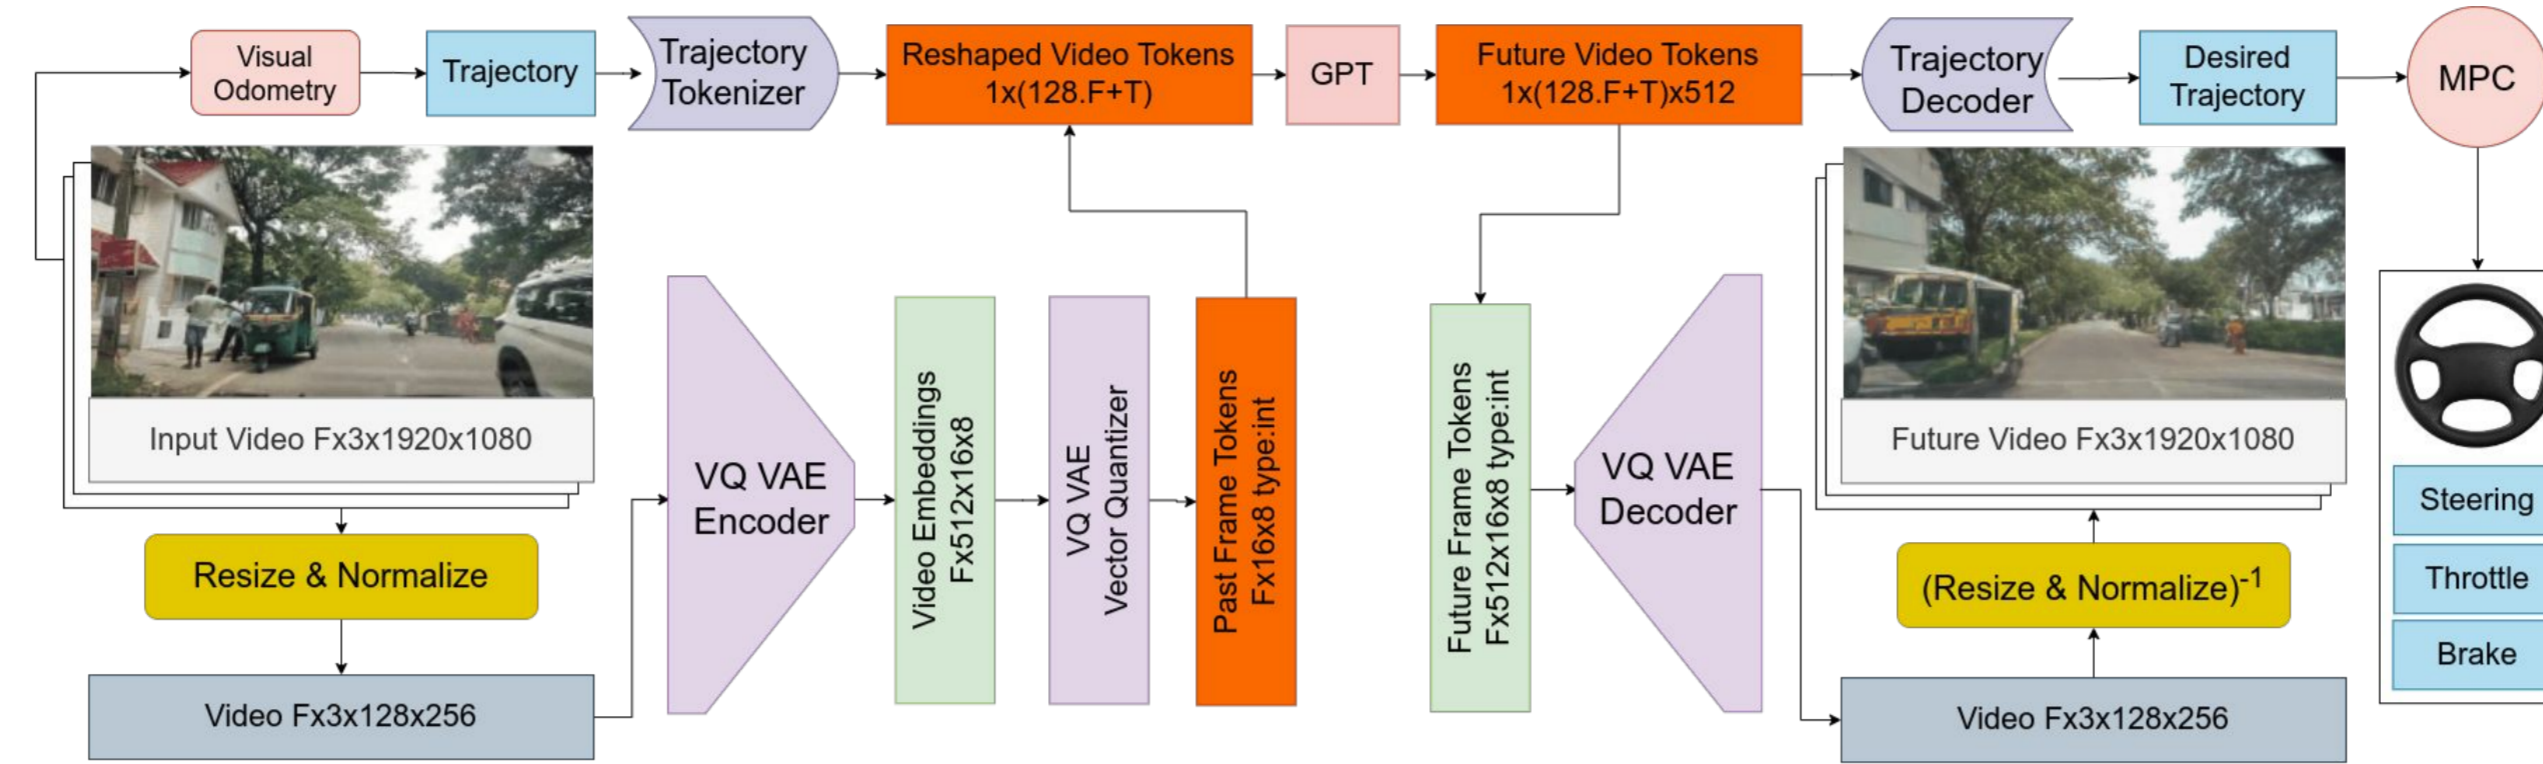 Visual
Odometry
Trajectory
Trajectory
Tokenizer
Reshaped Video Tokens
1x(128.F+T)
GPT
Future Video Tokens
1x(128.F+T)x512
Trajectory
Decoder
Desired
Trajectory
MPC
Input Video Fx3x1920x1080
Resize & Normalize
Video Fx3x128x256
VQ VAE
Encoder
Video Embeddings
Fx512x16x8
VQ VAE
Vector Quantizer
Past Frame Tokens
Fx16x8 type:int
Future Frame Tokens
Fx512x16x8 type:int
VQ VAE
Decoder
Future Video Fx3x1920x1080
(Resize & Normalize)-1
Video Fx3x128x256
Steering
Throttle
Brake